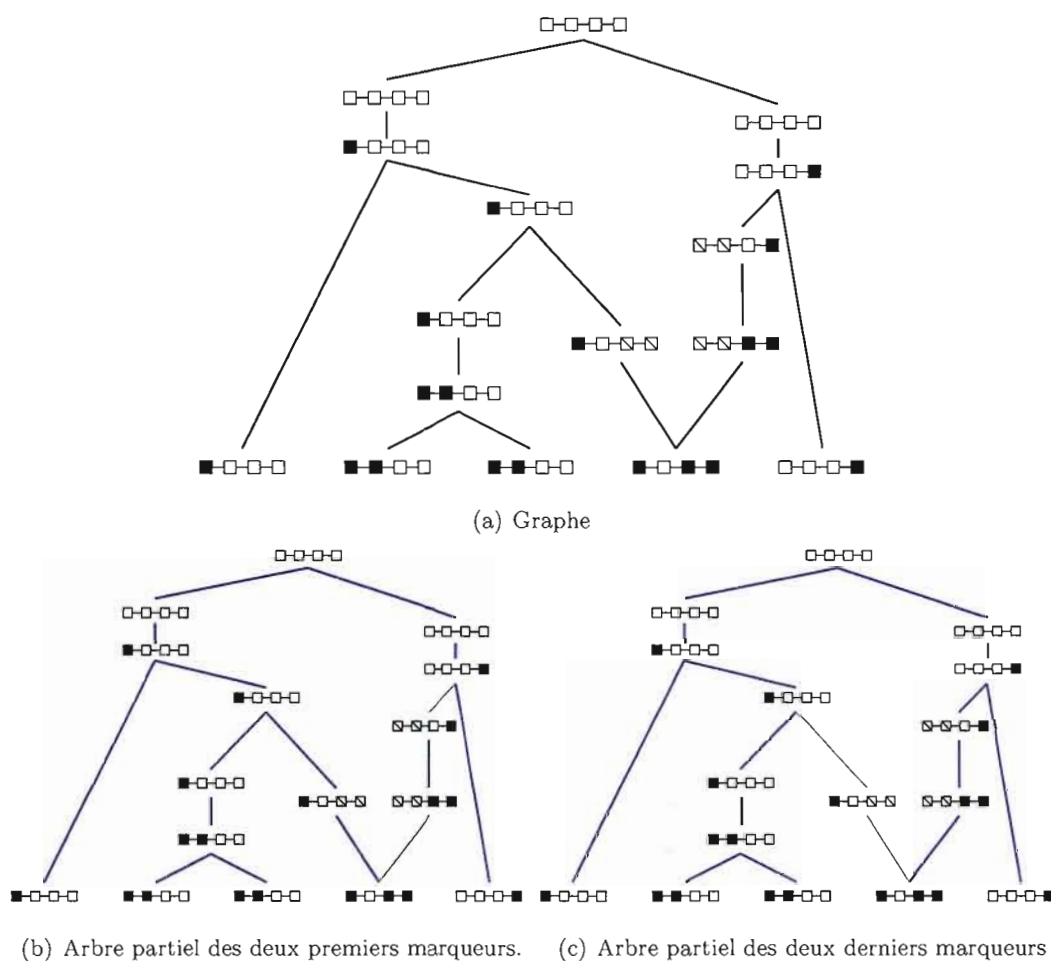 (a) Graphe
(b) Arbre partiel des deux premiers marqueurs.
(c) Arbre partiel des deux derniers marqueurs